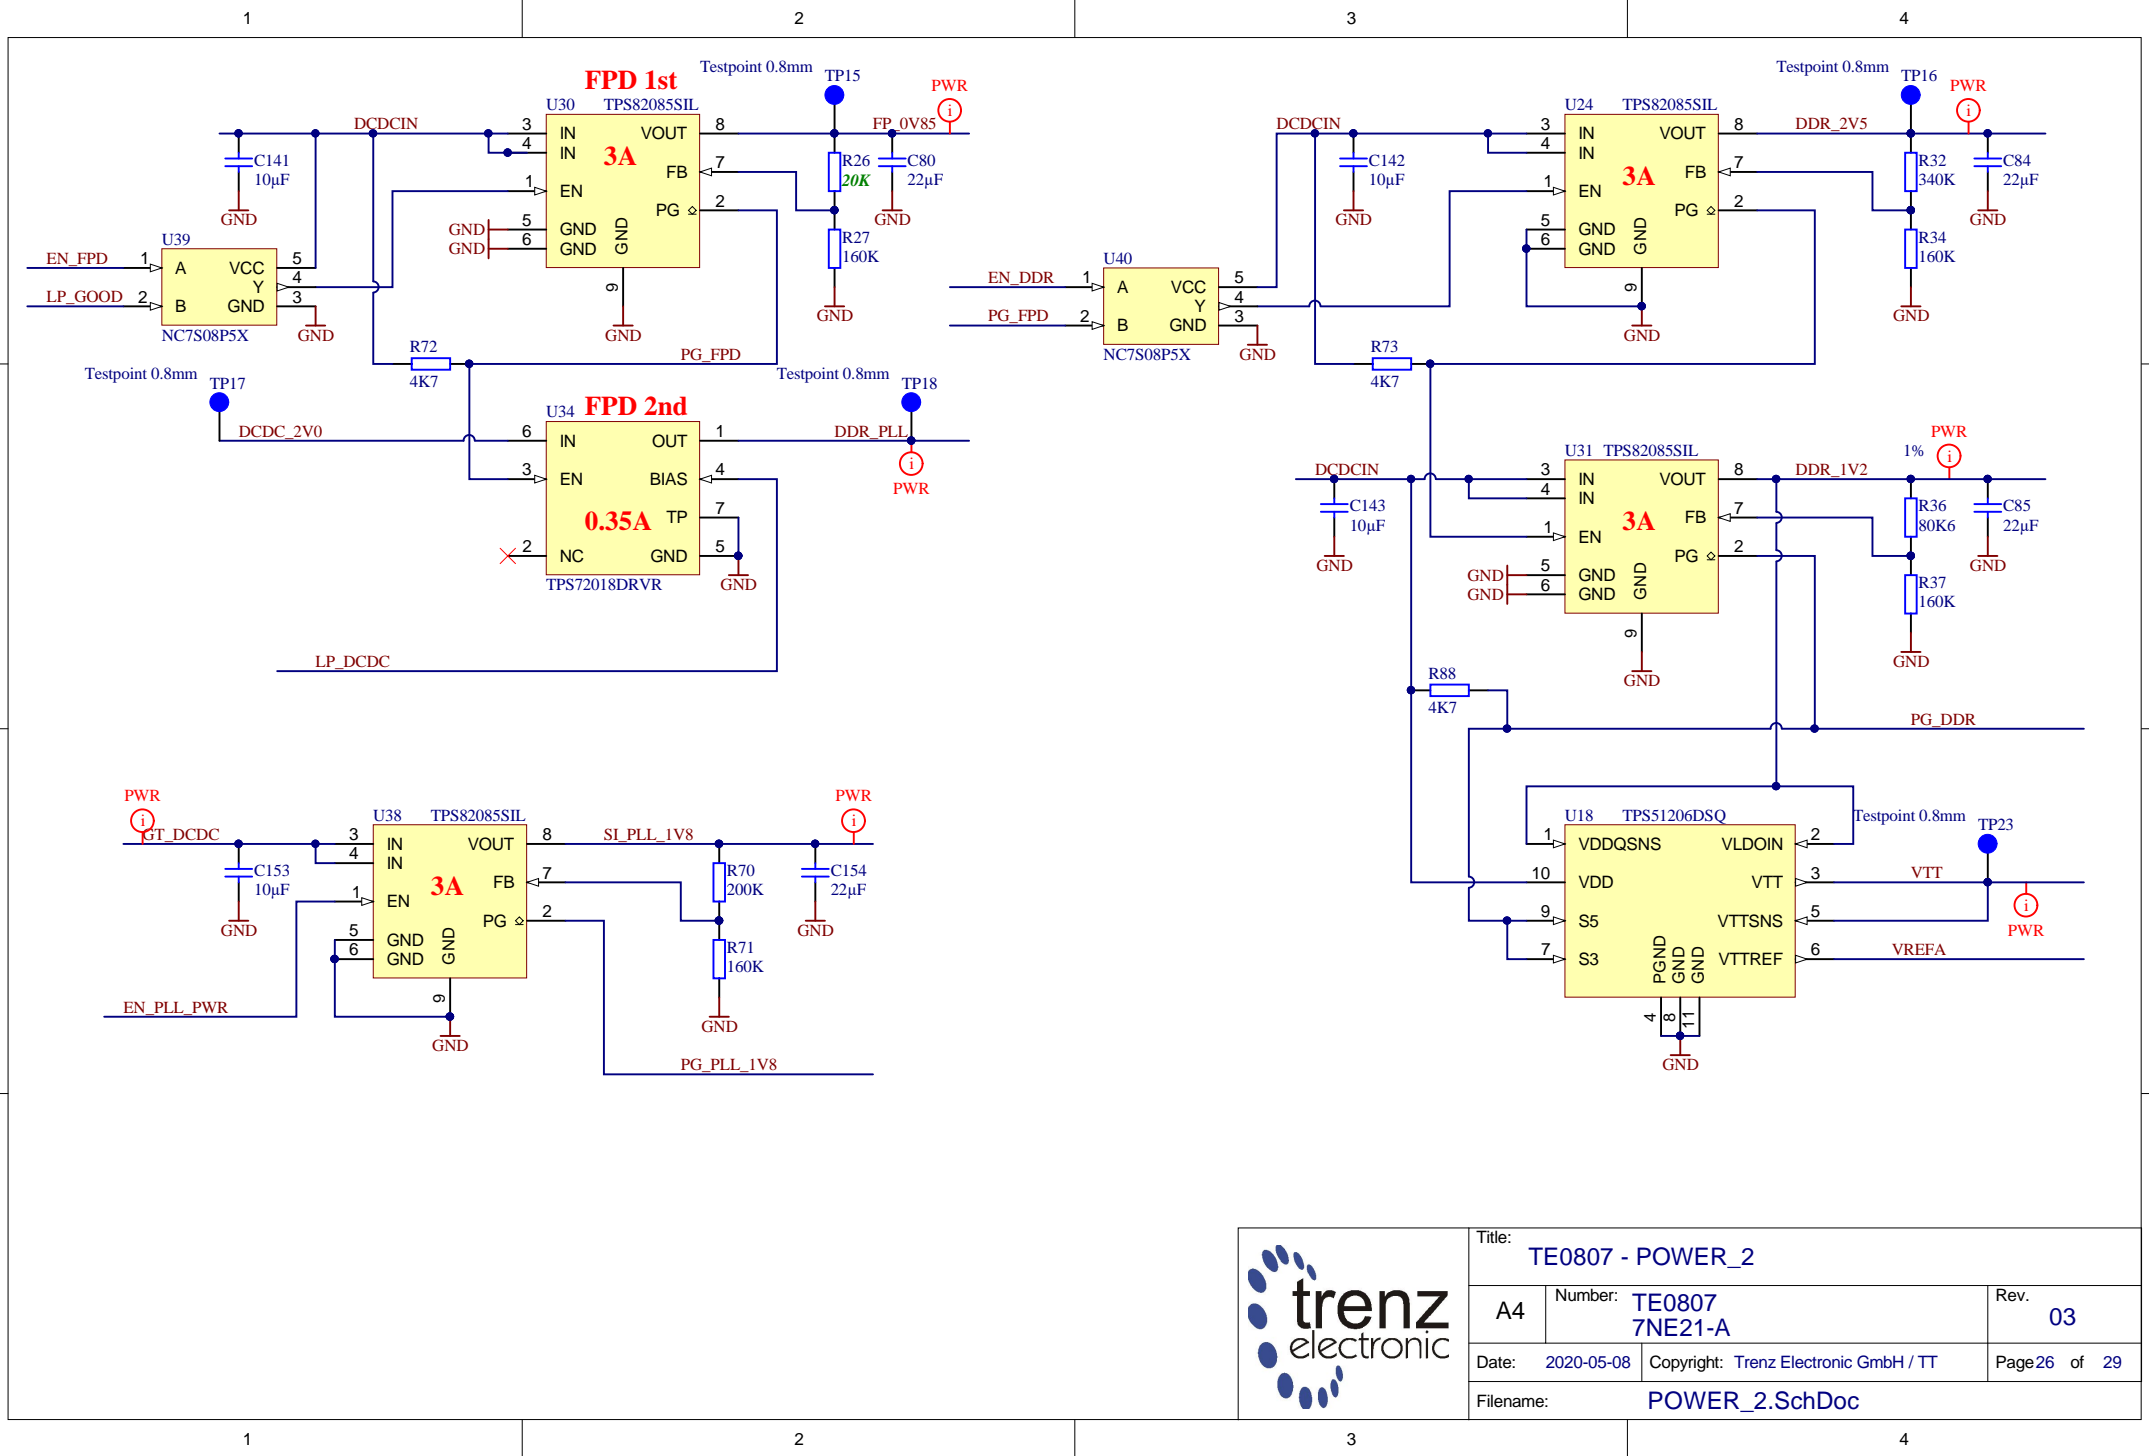 1
2
3
4
FPD 1st
Testpoint 0.8mm
TP15
PWR
U30
TPS82085SIL
DCDCIN
3
IN
VOUT
8
FP_0V85
4
IN
3A
C141
10µF
GND
FB
7
R26
20K
C80
22µF
GND
1
EN
PG
2
GND
5
GND
GND
6
GND
GND
R27
160K
GND
9
GND
U39
EN_FPD
1
A
VCC
5
Y
4
LP_GOOD
2
B
GND
3
NC7S08P5X
GND
R72
4K7
PG_FPD
Testpoint 0.8mm
TP17
Testpoint 0.8mm
TP18
U34
FPD 2nd
DCDC_2V0
6
IN
OUT
1
DDR_PLL
PWR
3
EN
BIAS
4
0.35A
TP
7
2
NC
GND
5
TPS72018DRVR
GND
LP_DCDC
PWR
PWR
U38
TPS82085SIL
GT_DCDC
3
IN
VOUT
8
SI_PLL_1V8
4
IN
C153
10µF
GND
3A
FB
7
R70
200K
C154
22µF
GND
1
EN
PG
2
5
GND
6
GND
GND
R71
160K
GND
EN_PLL_PWR
9
GND
PG_PLL_1V8
Testpoint 0.8mm
TP16
PWR
U24
TPS82085SIL
DCDCIN
3
IN
VOUT
8
DDR_2V5
4
IN
C142
10µF
GND
3A
FB
7
R32
340K
C84
22µF
GND
1
EN
PG
2
5
GND
6
GND
GND
R34
160K
GND
9
GND
U40
EN_DDR
1
A
VCC
5
Y
4
PG_FPD
2
B
GND
3
NC7S08P5X
GND
R73
4K7
PWR
1%
U31
TPS82085SIL
DCDCIN
3
IN
VOUT
8
DDR_1V2
4
IN
C143
10µF
GND
3A
FB
7
R36
80K6
C85
22µF
GND
1
EN
PG
2
GND
5
GND
GND
6
GND
GND
R37
160K
GND
9
GND
R88
4K7
PG_DDR
U18
TPS51206DSQ
Testpoint 0.8mm
TP23
1
VDDQSNS
VLDOIN
2
10
VDD
VTT
3
VTT
PWR
9
S5
VTTSNS
5
7
S3
VTTREF
6
VREFA
PGND
GND
GND
4
8
11
GND
trenz
electronic
Title:
TE0807 - POWER_2
A4
Number:
TE0807
7NE21-A
Rev.
03
Date:
2020-05-08
Copyright:
Trenz Electronic GmbH / TT
Page 26 of 29
Filename:
POWER_2.SchDoc
1
2
3
4